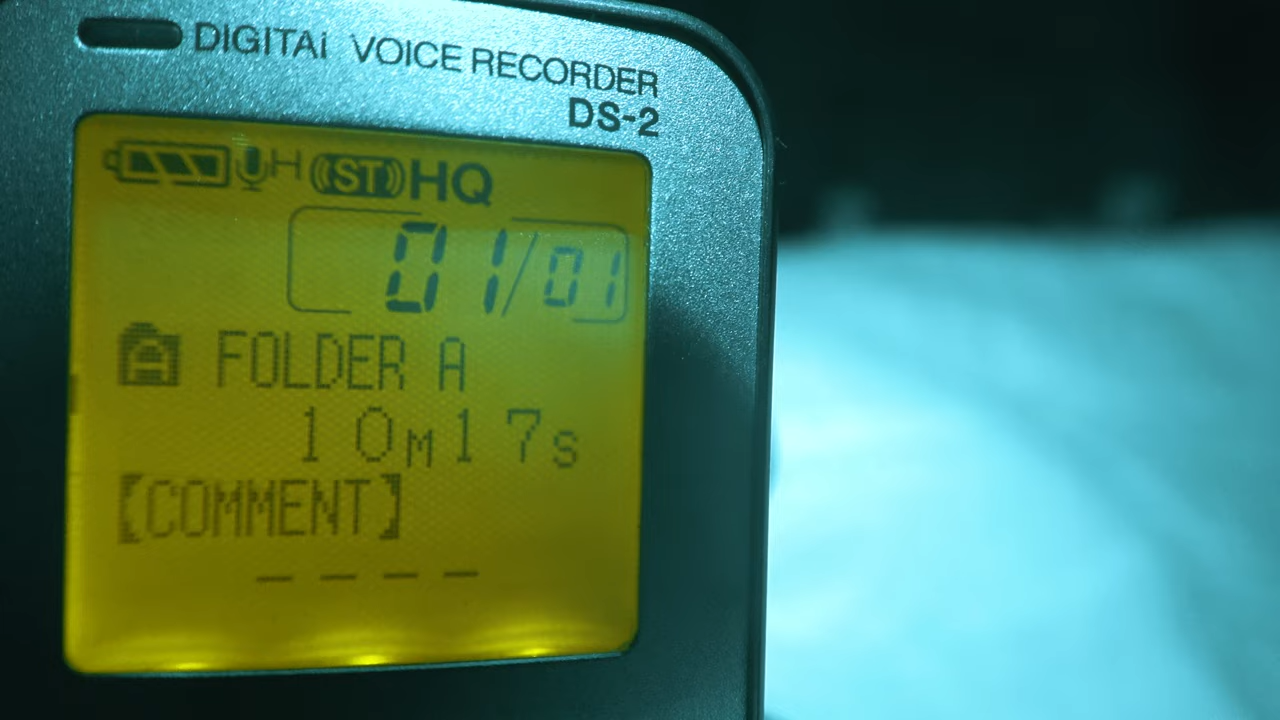 DIGITAL VOICE RECORDER
DS-2
H (ST) HQ
01/01
A FOLDER A
10M17s
【COMMENT】
----